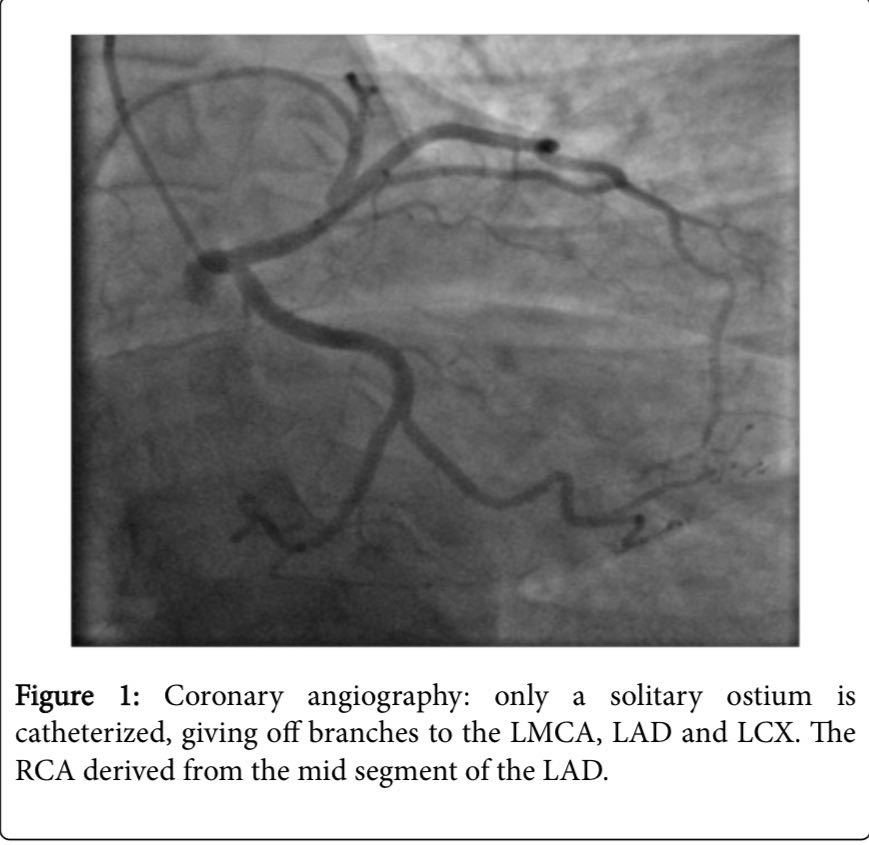 Figure 1: Coronary angiography: only a solitary ostium is
catheterized, giving off branches to the LMCA, LAD and LCX. The
RCA derived from the mid segment of the LAD.